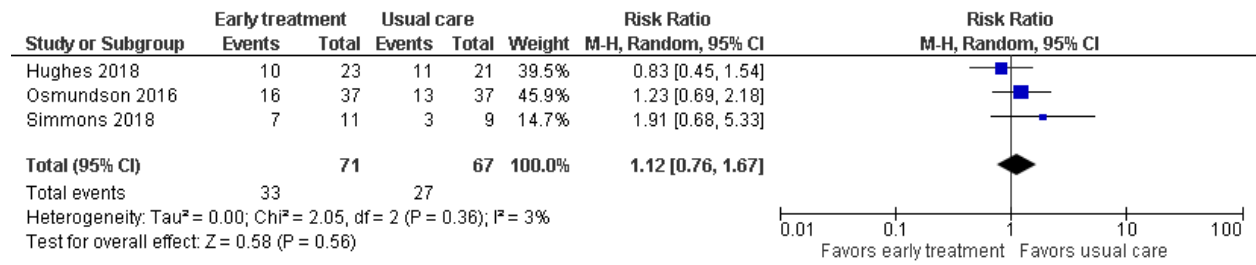 Early treatment Usual care Risk Ratio Risk Ratio
Study or Subgroup Events Total Events Total Weight M-H, Random, 95% CI M-H, Random, 95% CI
Hughes 2018 10 23 11 21 39.5% 0.83 [0.45, 1.54]
Osmundson 2016 16 37 13 37 45.9% 1.23 [0.69, 2.18]
Simmons 2018 7 11 3 9 14.7% 1.91 [0.68, 5.33]
Total (95% CI) 71 67 100.0% 1.12 [0.76, 1.67]
Total events 33 27
Heterogeneity: Tau² = 0.00; Chi² = 2.05, df = 2 (P = 0.36); I² = 3%
Test for overall effect: Z = 0.58 (P = 0.56)
0.01 0.1 1 10 100
Favors early treatment Favors usual care